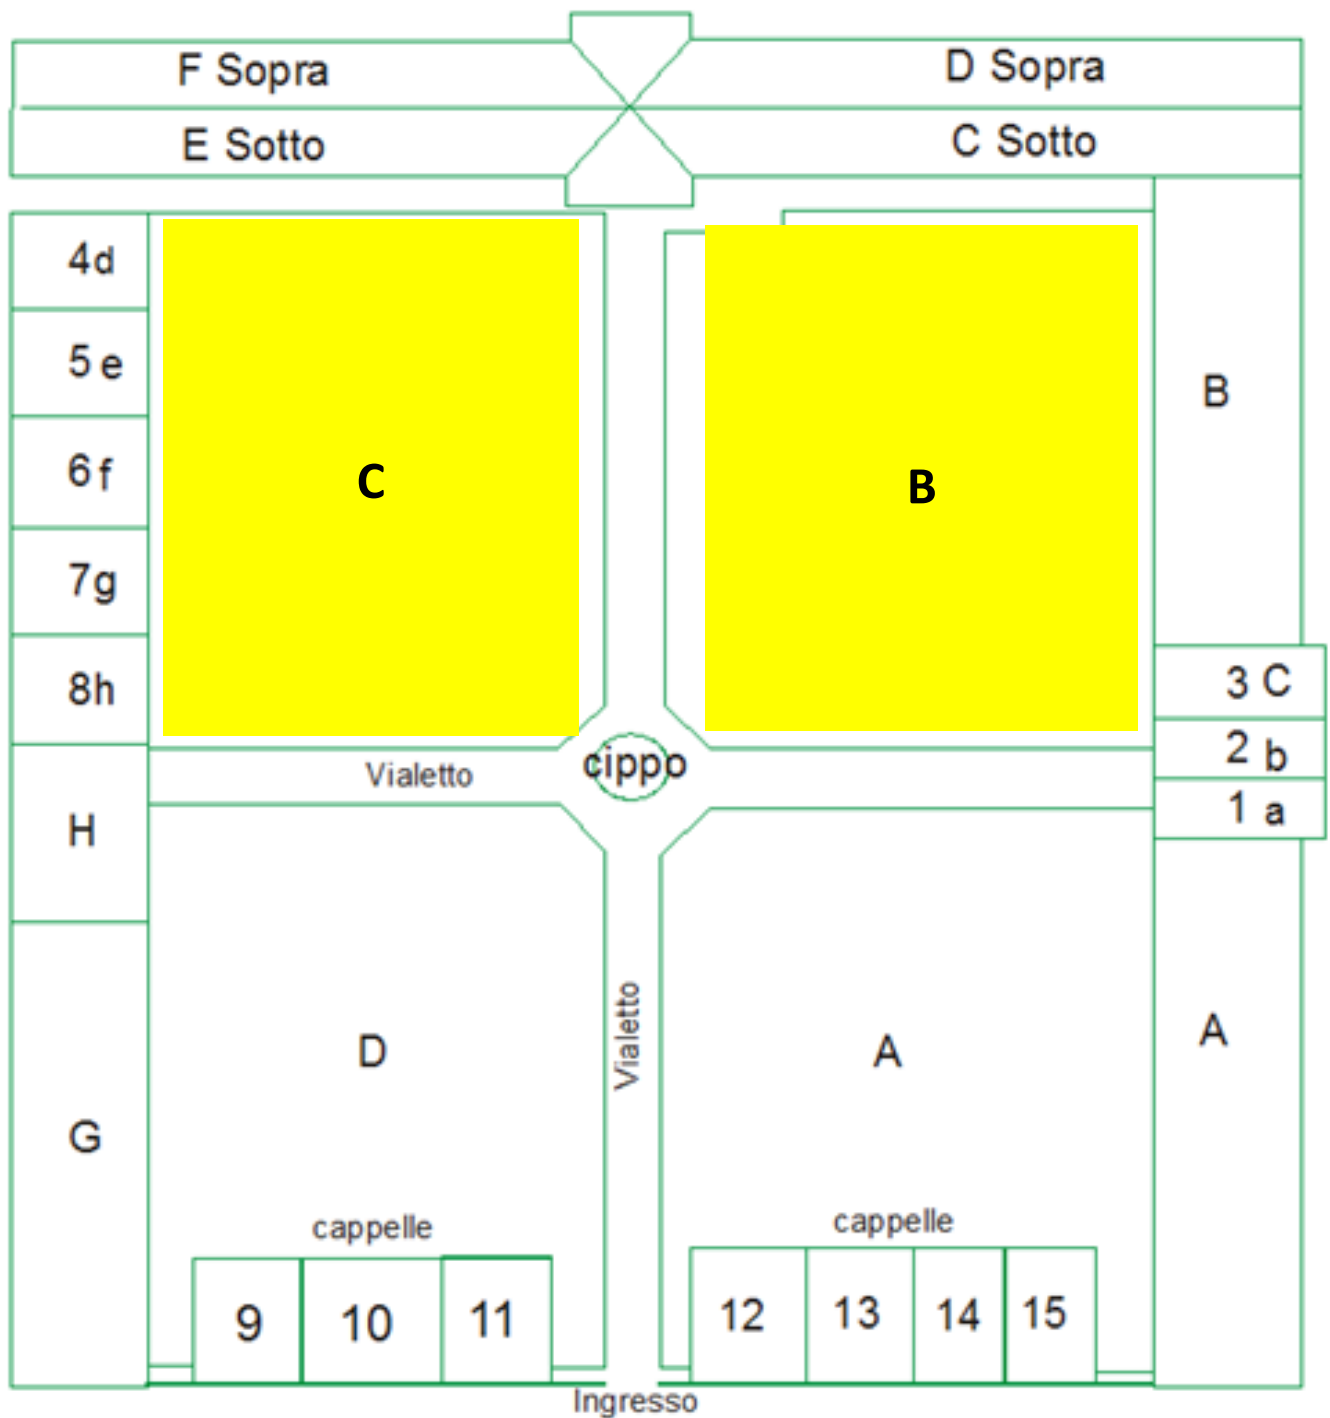 F Sopra
D Sopra
E Sotto
C Sotto
4d
5 e
6 f
7g
8h
H
G
C
B
B
3 C
2 b
1 a
A
Vialetto
cippo
Vialetto
D
A
cappelle
9
10
11
cappelle
12
13
14
15
Ingresso